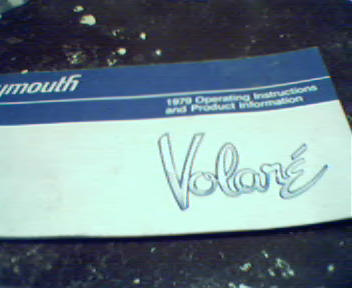 ymouth
1979 Operating Instructions
and Product Information
Volaré